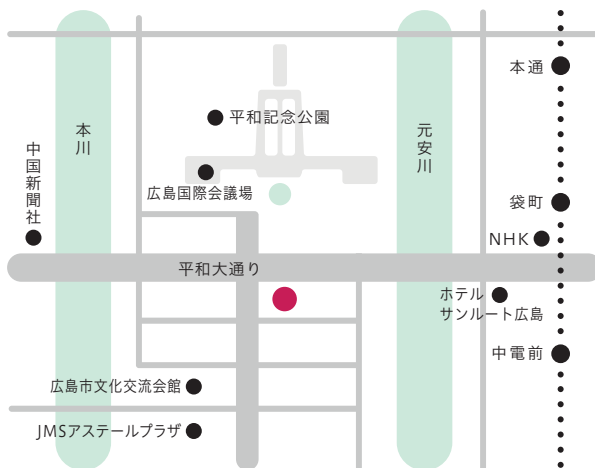 本通
平和記念公園
本川
元安川
中国新聞社
広島国際会議場
袋町
NHK
平和大通り
ホテル
サンルート広島
中電前
広島市文化交流会館
JMSアステールプラザ